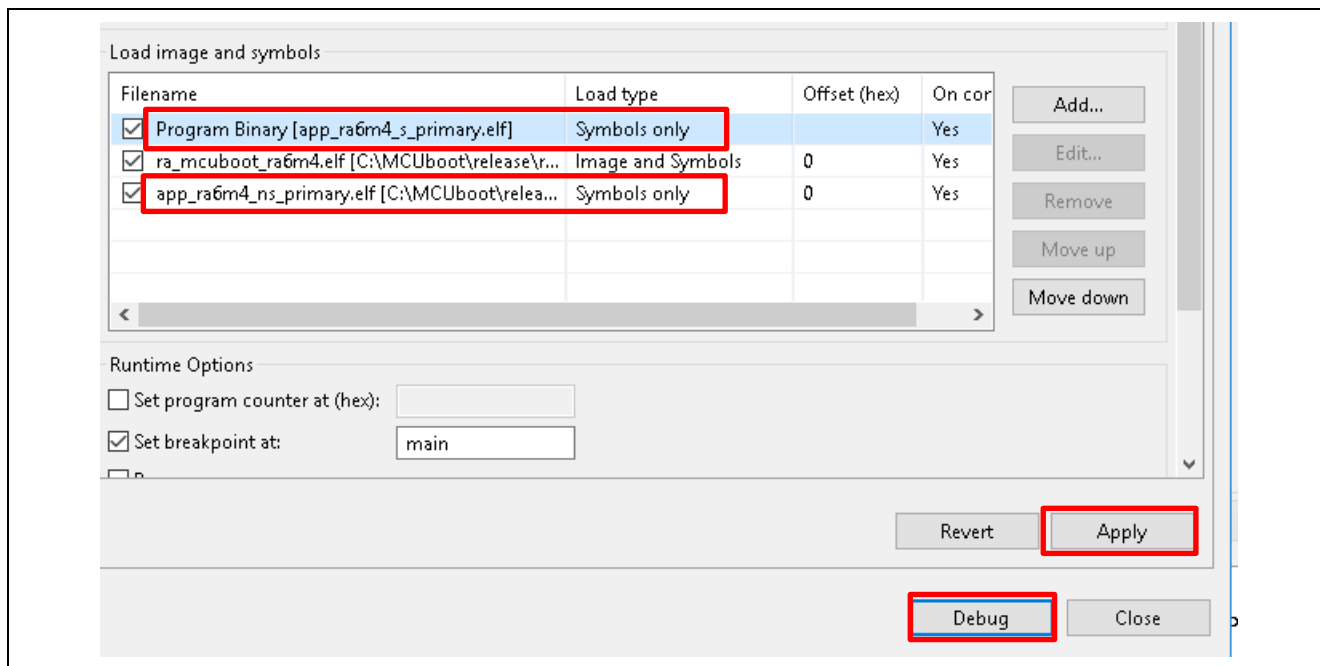 Load image and symbols
Filename Load type Offset (hex) On cor
Program Binary [app_ra6m4_s_primary.elf] Symbols only Yes
ra_mcuboot_ra6m4.elf [C:\MCUboot\release\r... Image and Symbols 0 Yes
app_ra6m4_ns_primary.elf [C:\MCUboot\relea... Symbols only 0 Yes
Add...
Edit...
Remove
Move up
Move down
Runtime Options
Set program counter at (hex):
Set breakpoint at: main
Revert Apply
Debug Close